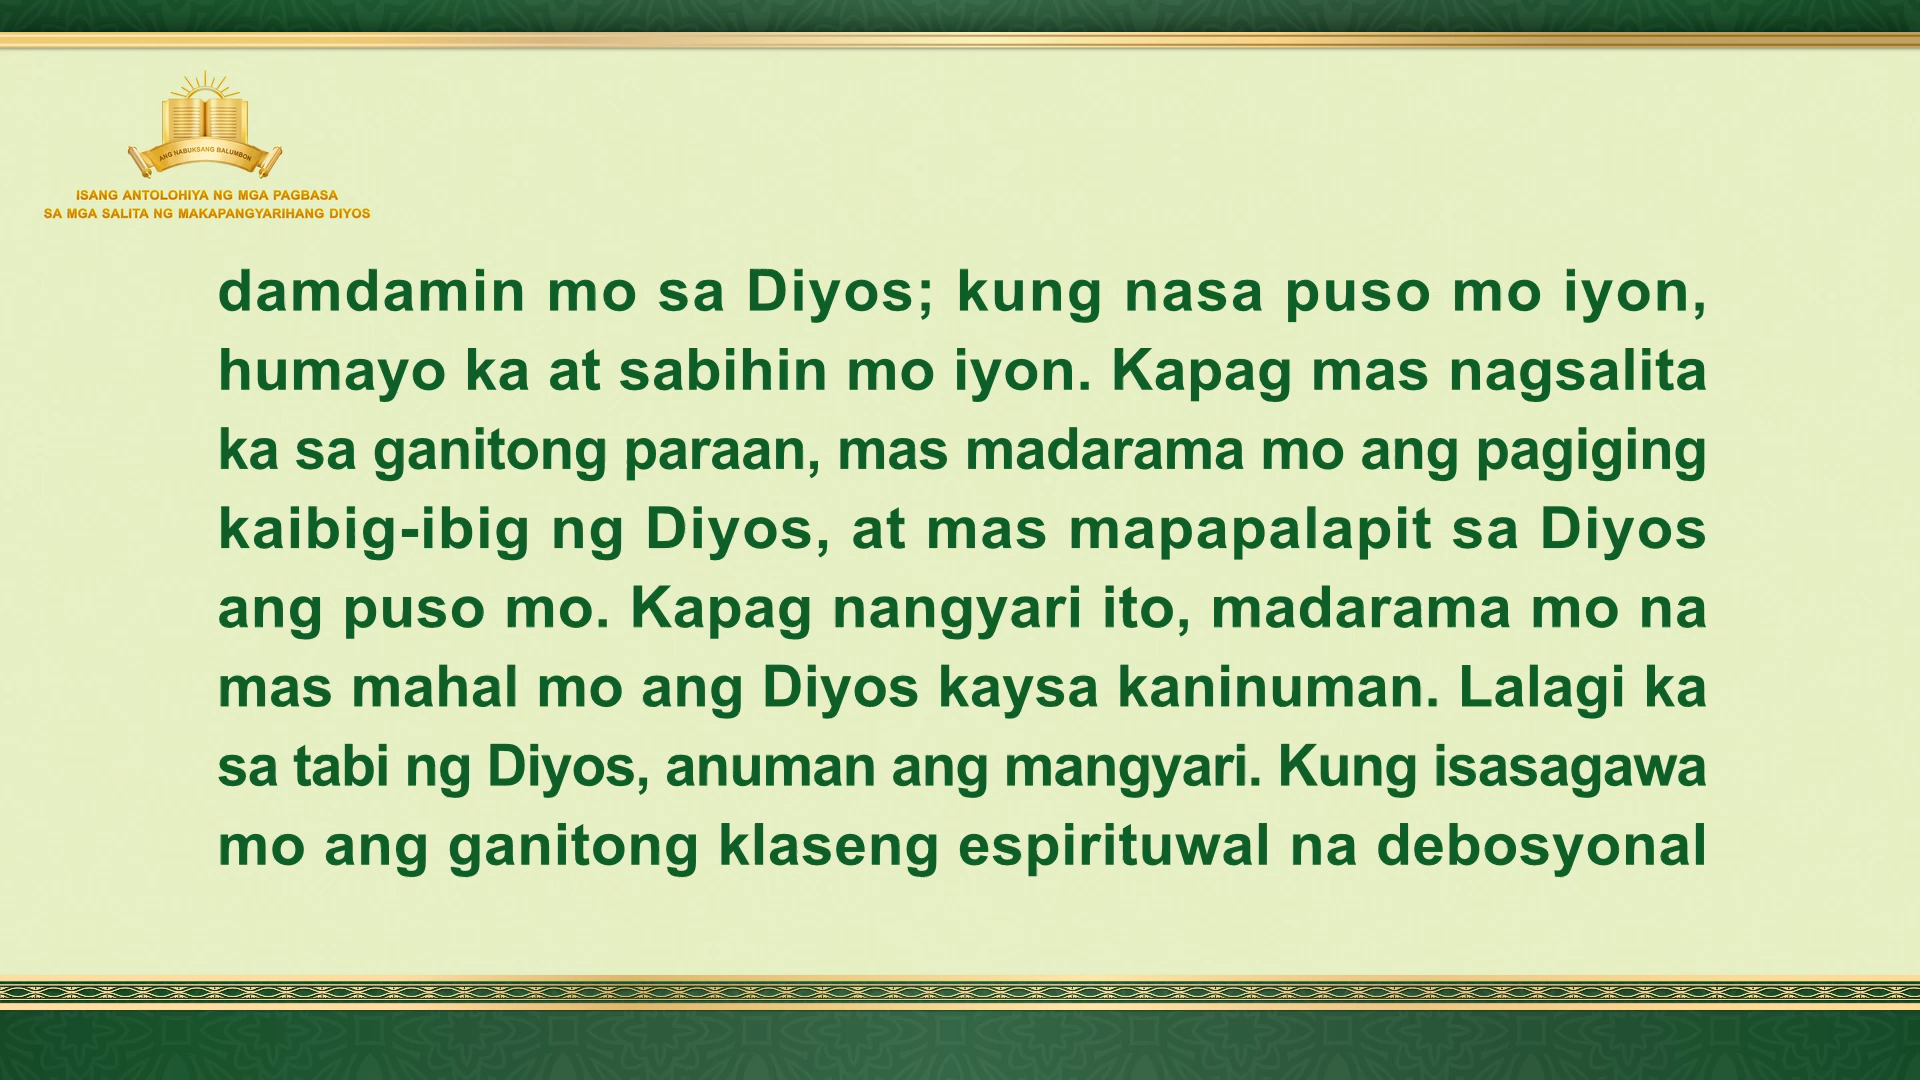 ANG NABUKSANG BALUMBON
ISANG ANTOLOHIYA NG MGA PAGBASA
SA MGA SALITA NG MAKAPANGYARIHANG DIYOS
damdamin mo sa Diyos; kung nasa puso mo iyon,
humayo ka at sabihin mo iyon. Kapag mas nagsalita
ka sa ganitong paraan, mas madarama mo ang pagiging
kaibig-ibig ng Diyos, at mas mapapalapit sa Diyos
ang puso mo. Kapag nangyari ito, madarama mo na
mas mahal mo ang Diyos kaysa kaninuman. Lalagi ka
sa tabi ng Diyos, anuman ang mangyari. Kung isasagawa
mo ang ganitong klaseng espirituwal na debosyonal